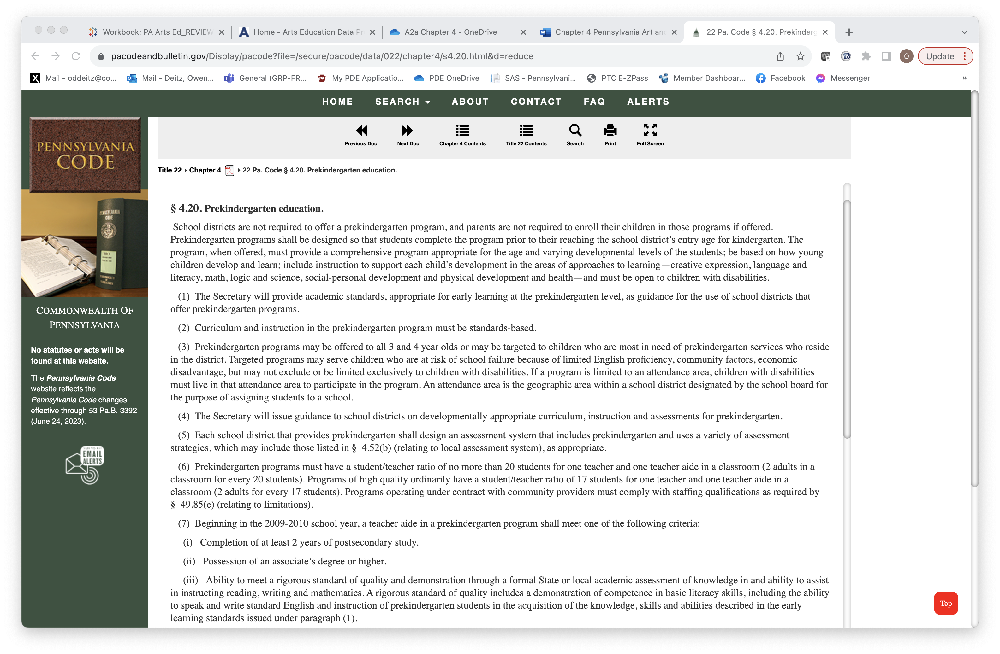 Workbook: PA Arts Ed_REVIEW
Home - Arts Education Data Pr
A2a Chapter 4 - OneDrive
Chapter 4 Pennsylvania Art and
22 Pa. Code § 4.20. Prekinderg
pacodeandbulletin.gov/Display/pacode?file=/secure/pacode/data/022/chapter4/s4.20.html&d=reduce
O
Update
Mail - oddeitz@co...
Mail - Deitz, Owen...
General (GRP-FR...
My PDE Applicatio...
PDE OneDrive
SAS - Pennsylvani...
PTC E-ZPass
Member Dashboar...
Facebook
Messenger
»
HOME
SEARCH
ABOUT
CONTACT
FAQ
ALERTS
PENNSYLVANIA
CODE
PENNSYLVANIA
CODE
Title 4
COMMONWEALTH OF
PENNSYLVANIA
No statutes or acts will be
found at this website.
The Pennsylvania Code
website reflects the
Pennsylvania Code changes
effective through 53 Pa.B. 3392
(June 24, 2023).
Sign Up For
EMAIL
ALERTS
Previous Doc
Next Doc
Chapter 4 Contents
Title 22 Contents
Search
Print
Full Screen
Title 22 Chapter 4 22 Pa. Code § 4.20. Prekindergarten education.
§ 4.20. Prekindergarten education.
School districts are not required to offer a prekindergarten program, and parents are not required to enroll their children in those programs if offered.
Prekindergarten programs shall be designed so that students complete the program prior to their reaching the school district’s entry age for kindergarten. The
program, when offered, must provide a comprehensive program appropriate for the age and varying developmental levels of the students; be based on how young
children develop and learn; include instruction to support each child’s development in the areas of approaches to learning—creative expression, language and
literacy, math, logic and science, social-personal development and physical development and health—and must be open to children with disabilities.
(1) The Secretary will provide academic standards, appropriate for early learning at the prekindergarten level, as guidance for the use of school districts that
offer prekindergarten programs.
(2) Curriculum and instruction in the prekindergarten program must be standards-based.
(3) Prekindergarten programs may be offered to all 3 and 4 year olds or may be targeted to children who are most in need of prekindergarten services who reside
in the district. Targeted programs may serve children who are at risk of school failure because of limited English proficiency, community factors, economic
disadvantage, but may not exclude or be limited exclusively to children with disabilities. If a program is limited to an attendance area, children with disabilities
must live in that attendance area to participate in the program. An attendance area is the geographic area within a school district designated by the school board for
the purpose of assigning students to a school.
(4) The Secretary will issue guidance to school districts on developmentally appropriate curriculum, instruction and assessments for prekindergarten.
(5) Each school district that provides prekindergarten shall design an assessment system that includes prekindergarten and uses a variety of assessment
strategies, which may include those listed in § 4.52(b) (relating to local assessment system), as appropriate.
(6) Prekindergarten programs must have a student/teacher ratio of no more than 20 students for one teacher and one teacher aide in a classroom (2 adults in a
classroom for every 20 students). Programs of high quality ordinarily have a student/teacher ratio of 17 students for one teacher and one teacher aide in a
classroom (2 adults for every 17 students). Programs operating under contract with community providers must comply with staffing qualifications as required by
§ 49.85(e) (relating to limitations).
(7) Beginning in the 2009-2010 school year, a teacher aide in a prekindergarten program shall meet one of the following criteria:
(i) Completion of at least 2 years of postsecondary study.
(ii) Possession of an associate’s degree or higher.
(iii) Ability to meet a rigorous standard of quality and demonstration through a formal State or local academic assessment of knowledge in and ability to assist
in instructing reading, writing and mathematics. A rigorous standard of quality includes a demonstration of competence in basic literacy skills, including the ability
to speak and write standard English and instruction of prekindergarten students in the acquisition of the knowledge, skills and abilities described in the early
learning standards issued under paragraph (1).
Top